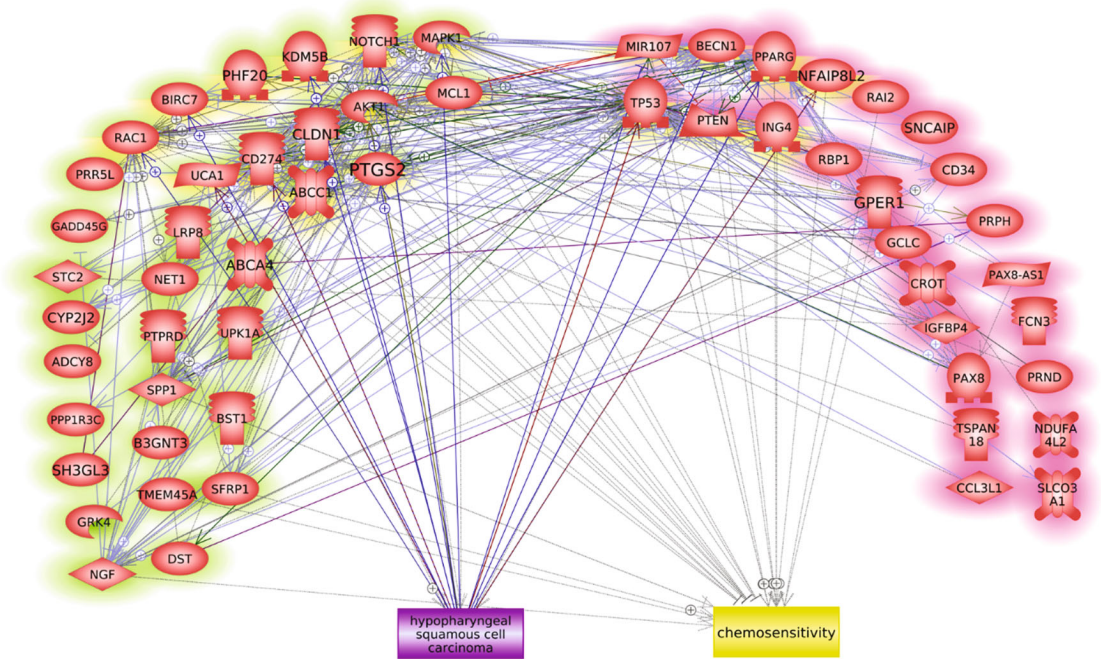 NOTCH1
MAPK1
KDM5B
PHF20
MCL1
AKT1
BIRC7
CLDN1
RAC1
CD274
PTGS2
PRR5L
UCA1
ABCC1
GADD45G
LRP8
ABCA4
STC2
NET1
CYP2J2
PTPRD
UPK1A
ADCY8
SPP1
PPP1R3C
BST1
B3GNT3
SH3GL3
TMEM45A
SFRP1
GRK4
DST
NGF
MIR107
BECN1
PPARG
NFAIP8L2
RAI2
TP53
PTEN
ING4
SNCAIP
RBP1
CD34
GPER1
PRPH
GCLC
CROT
PAX8-AS1
IGFBP4
FCN3
PAX8
PRND
TSPAN
18
NDUFA
4L2
CCL3L1
SLCO3
A1
hypopharyngeal
squamous cell
carcinoma
chemosensitivity